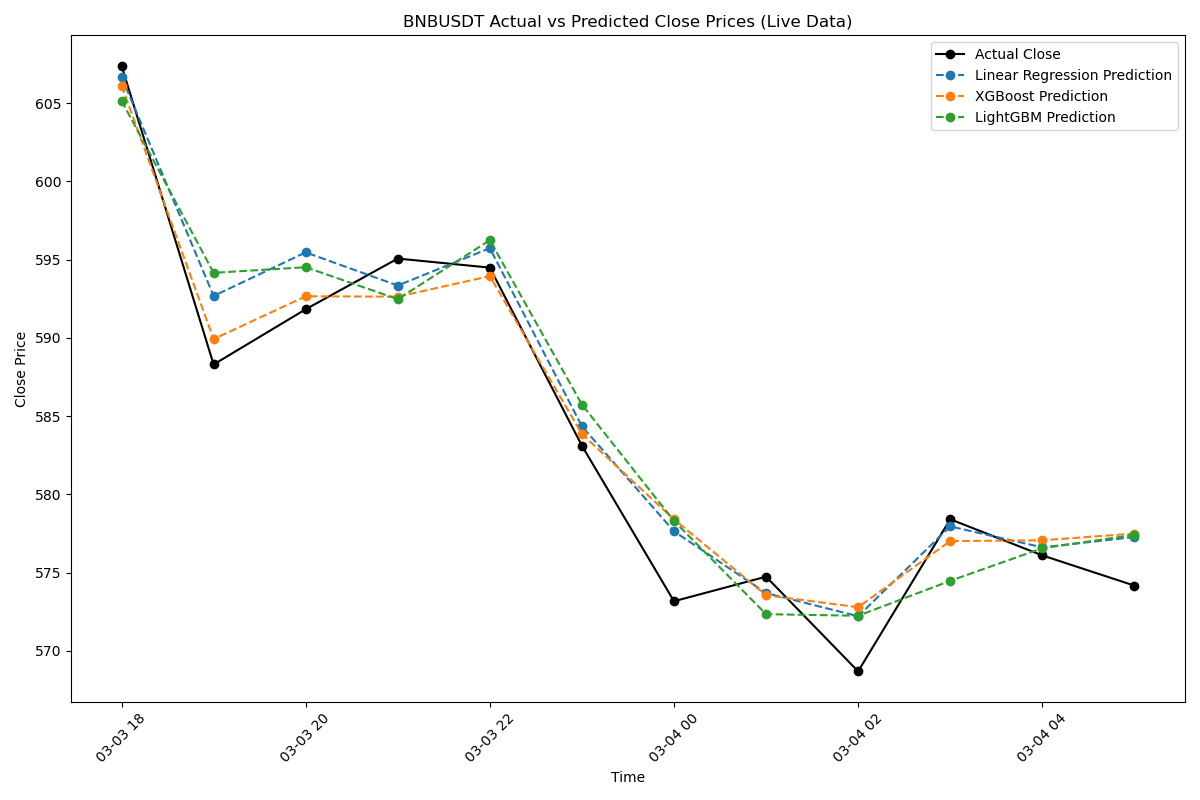 BNBUSDT Actual vs Predicted Close Prices (Live Data)
Actual Close
Linear Regression Prediction
XGBoost Prediction
LightGBM Prediction
Close Price
605
600
595
590
585
580
575
570
03-03 18
03-03 20
03-03 22
03-04 00
03-04 02
03-04 04
Time